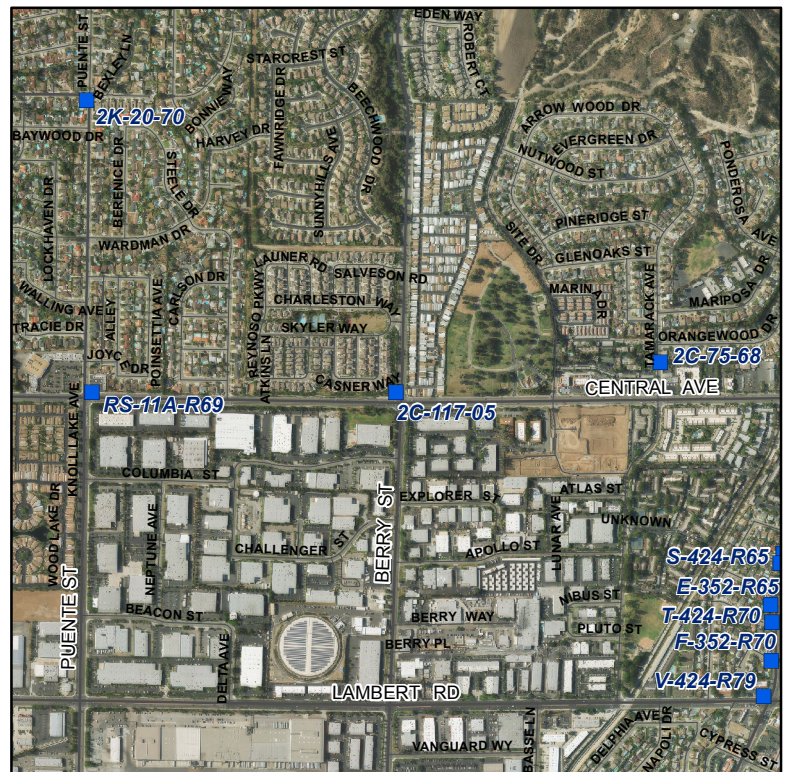 EDEN WAY
PUENTE ST
BEXLEY LN
ROBERT CT
STARCREST ST
BONNIE WAY
FAWNRIDGE DR
BEECHWOOD DR
2K-20-70
ARROW WOOD DR
BAYWOOD DR
HARVEY DR
EVERGREEN DR
NUTWOOD ST
BERENICE DR
STEELE DR
SUNNYHILLS AVE
PONDEROSA AVE
LOCKHAVEN DR
PINERIDGE ST
WARDMAN DR
SITE DR
GLENOAKS ST
LAUNER RD
SALVESON RD
CARLSON DR
REYNOSO PKWY
MARIPOSA DR
WALLING AVE
ALLEY
POINSETTIA AVE
CHARLESTON WAY
MARIN A DR
TAMARACK AVE
TRACIE DR
SKYLER WAY
ORANGEWOOD DR
JOYCE DR
ATKINS LN
2C-75-68
CASNER WAY
CENTRAL AVE
KNOLL LAKE AVE
RS-11A-R69
2C-117-05
COLUMBIA ST
WOOD LAKE DR
NEPTUNE AVE
EXPLORER ST
ATLAS ST
BERRY ST
LUNAR AVE
UNKNOWN
CHALLENGER ST
APOLLO ST
S-424-R65
PUENTE ST
NIBUS ST
E-352-R65
BEACON ST
BERRY WAY
T-424-R70
PLUTO ST
BERRY PL
F-352-R70
DELTA AVE
V-424-R79
LAMBERT RD
BASSE LN
DELPHIA AVE
NAPOLI DR
CYPRESS ST
VANGUARD WY